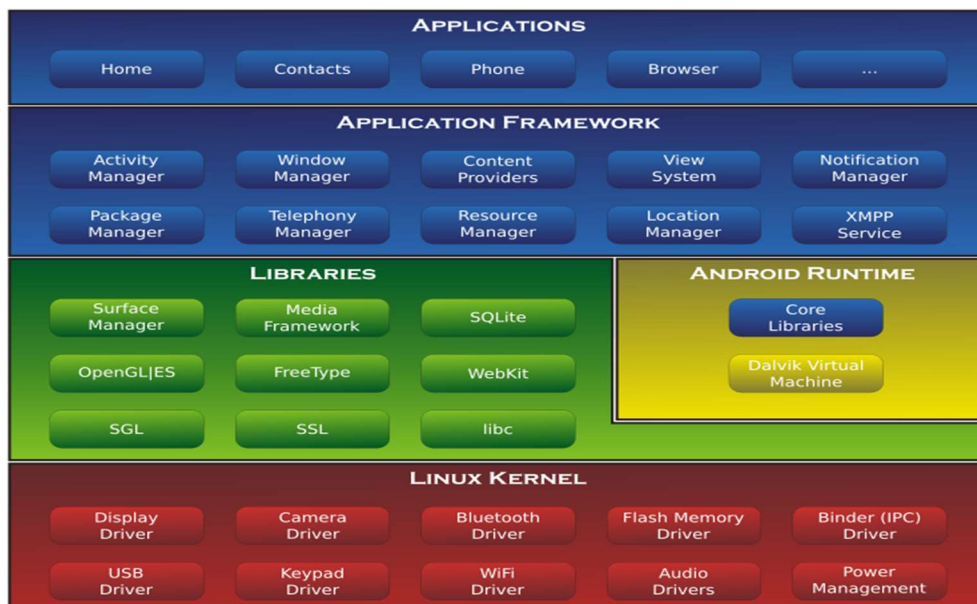 APPLICATIONS
Home
Contacts
Phone
Browser
...
APPLICATION FRAMEWORK
Activity
Manager
Window
Manager
Content
Providers
View
System
Notification
Manager
Package
Manager
Telephony
Manager
Resource
Manager
Location
Manager
XMPP
Service
LIBRARIES
Surface
Manager
Media
Framework
SQLite
OpenGL|ES
FreeType
WebKit
SGL
SSL
libc
ANDROID RUNTIME
Core
Libraries
Dalvik Virtual
Machine
LINUX KERNEL
Display
Driver
Camera
Driver
Bluetooth
Driver
Flash Memory
Driver
Binder (IPC)
Driver
USB
Driver
Keypad
Driver
WiFi
Driver
Audio
Drivers
Power
Management